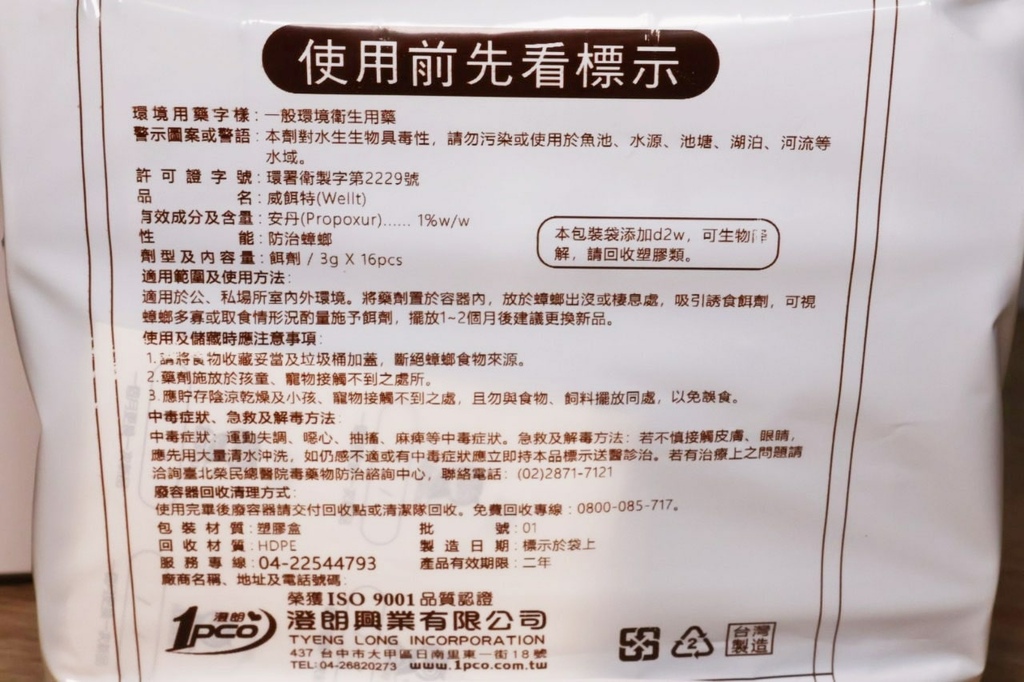 使用前先看標示
環境用藥字樣：一般環境衛生用藥
警示圖案或警語：本劑對水生生物具毒性，請勿污染或使用於魚池、水源、池塘、湖泊、河流等
水域。
許可證字號：環署衛製字第2229號
品名：威餌特(Wellt)
有效成分及含量：安丹(Propoxur)...... 1%w/w
性能：防治蟑螂
劑型及內容量：餌劑 / 3g X 16pcs
本包裝袋添加d2w，可生物降
解，請回收塑膠類。
適用範圍及使用方法：
適用於公、私場所室內外環境。將藥劑置於容器內，放於蟑螂出沒或棲息處，吸引誘食餌劑，可視
蟑螂多寡或取食情形況酌量施予餌劑，擺放1~2個月後建議更換新品。
使用及儲藏時應注意事項：
1.請將食物收藏妥當及垃圾桶加蓋，斷絕蟑螂食物來源。
2.藥劑施放於孩童、寵物接觸不到之處所。
3.應貯存陰涼乾燥及小孩、寵物接觸不到之處，且勿與食物、飼料擺放同處，以免誤食。
中毒症狀、急救及解毒方法：
中毒症狀：運動失調、噁心、抽搐、麻痺等中毒症狀。急救及解毒方法：若不慎接觸皮膚、眼睛，
應先用大量清水沖洗，如仍感不適或有中毒症狀應立即持本品標示送醫診治。若有治療上之問題請
洽詢臺北榮民總醫院毒藥物防治諮詢中心，聯絡電話：(02)2871-7121
廢容器回收清理方式：
使用完畢後廢容器請交付回收點或清潔隊回收。免費回收專線：0800-085-717。
包裝材質：塑膠盒 批號：01
回收材質：HDPE 製造日期：標示於袋上
服務專線：04-22544793 產品有效期限：二年
廠商名稱、地址及電話號碼：
榮獲ISO 9001品質認證
澄朗 1pco 澄朗興業有限公司
TYENG LONG INCORPORATION
437 台中市大甲區日南里東一街18號
TEL:04-26820273 www.1pco.com.tw
2
台灣
製造